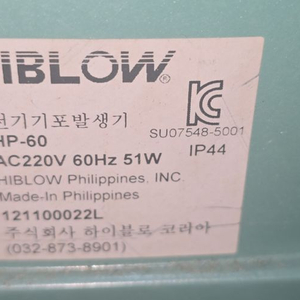 HIBLOW®
전기기포발생기
SU07548-5001
HP-60
IP44
AC220V 60Hz 51W
HIBLOW Philippines. INC.
Made-In Philippines
121100022L
주식회사 하이블로 코리아
(032-873-8901)